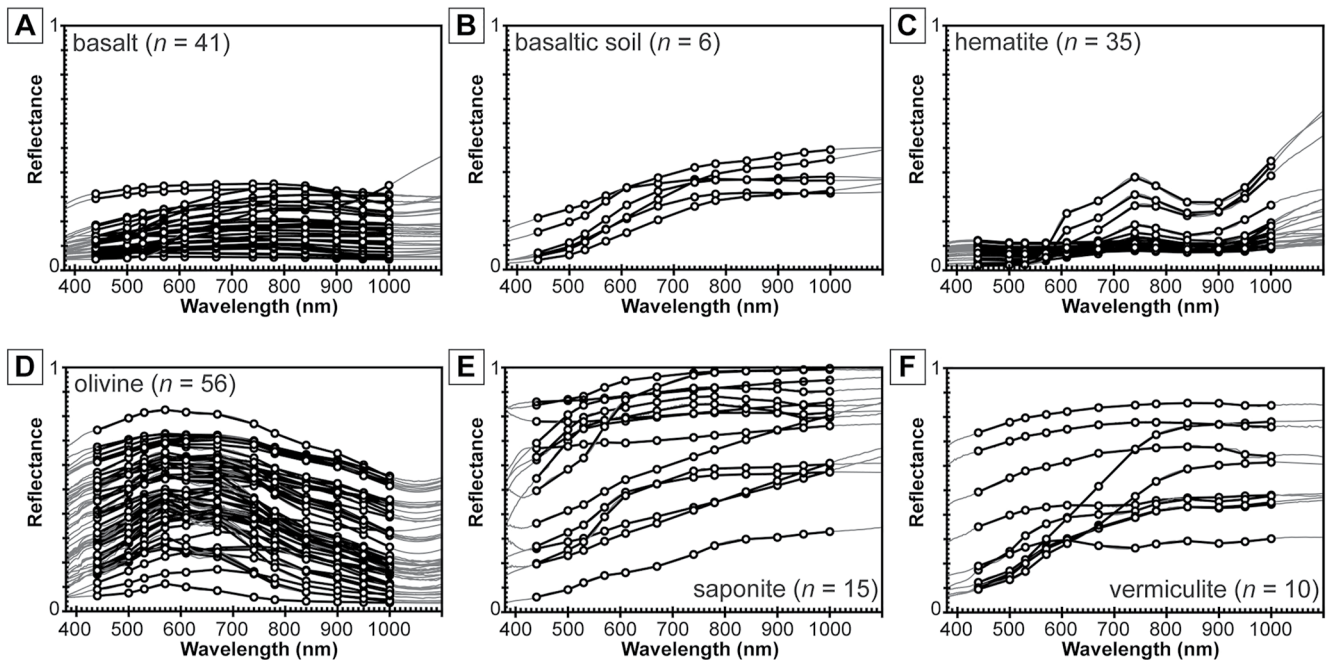 A
basalt (n = 41)
1
0
Reflectance
400 500 600 700 800 900 1000
Wavelength (nm)
B
basaltic soil (n = 6)
1
0
Reflectance
400 500 600 700 800 900 1000
Wavelength (nm)
C
hematite (n = 35)
1
0
Reflectance
400 500 600 700 800 900 1000
Wavelength (nm)
D
olivine (n = 56)
1
0
Reflectance
400 500 600 700 800 900 1000
Wavelength (nm)
E
1
0
Reflectance
saponite (n = 15)
400 500 600 700 800 900 1000
Wavelength (nm)
F
1
0
Reflectance
vermiculite (n = 10)
400 500 600 700 800 900 1000
Wavelength (nm)